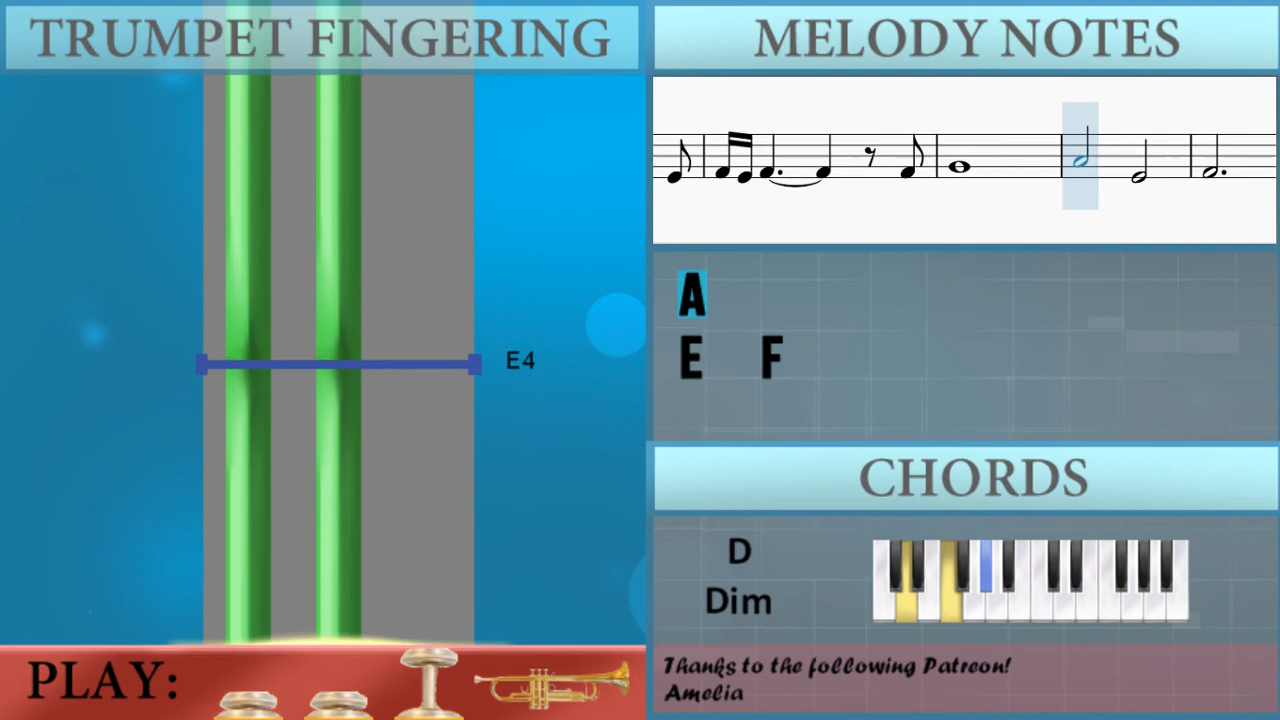 TRUMPET FINGERING
MELODY NOTES
A
E F
E4
CHORDS
D
Dim
PLAY:
Thanks to the following Patreon!
Amelia